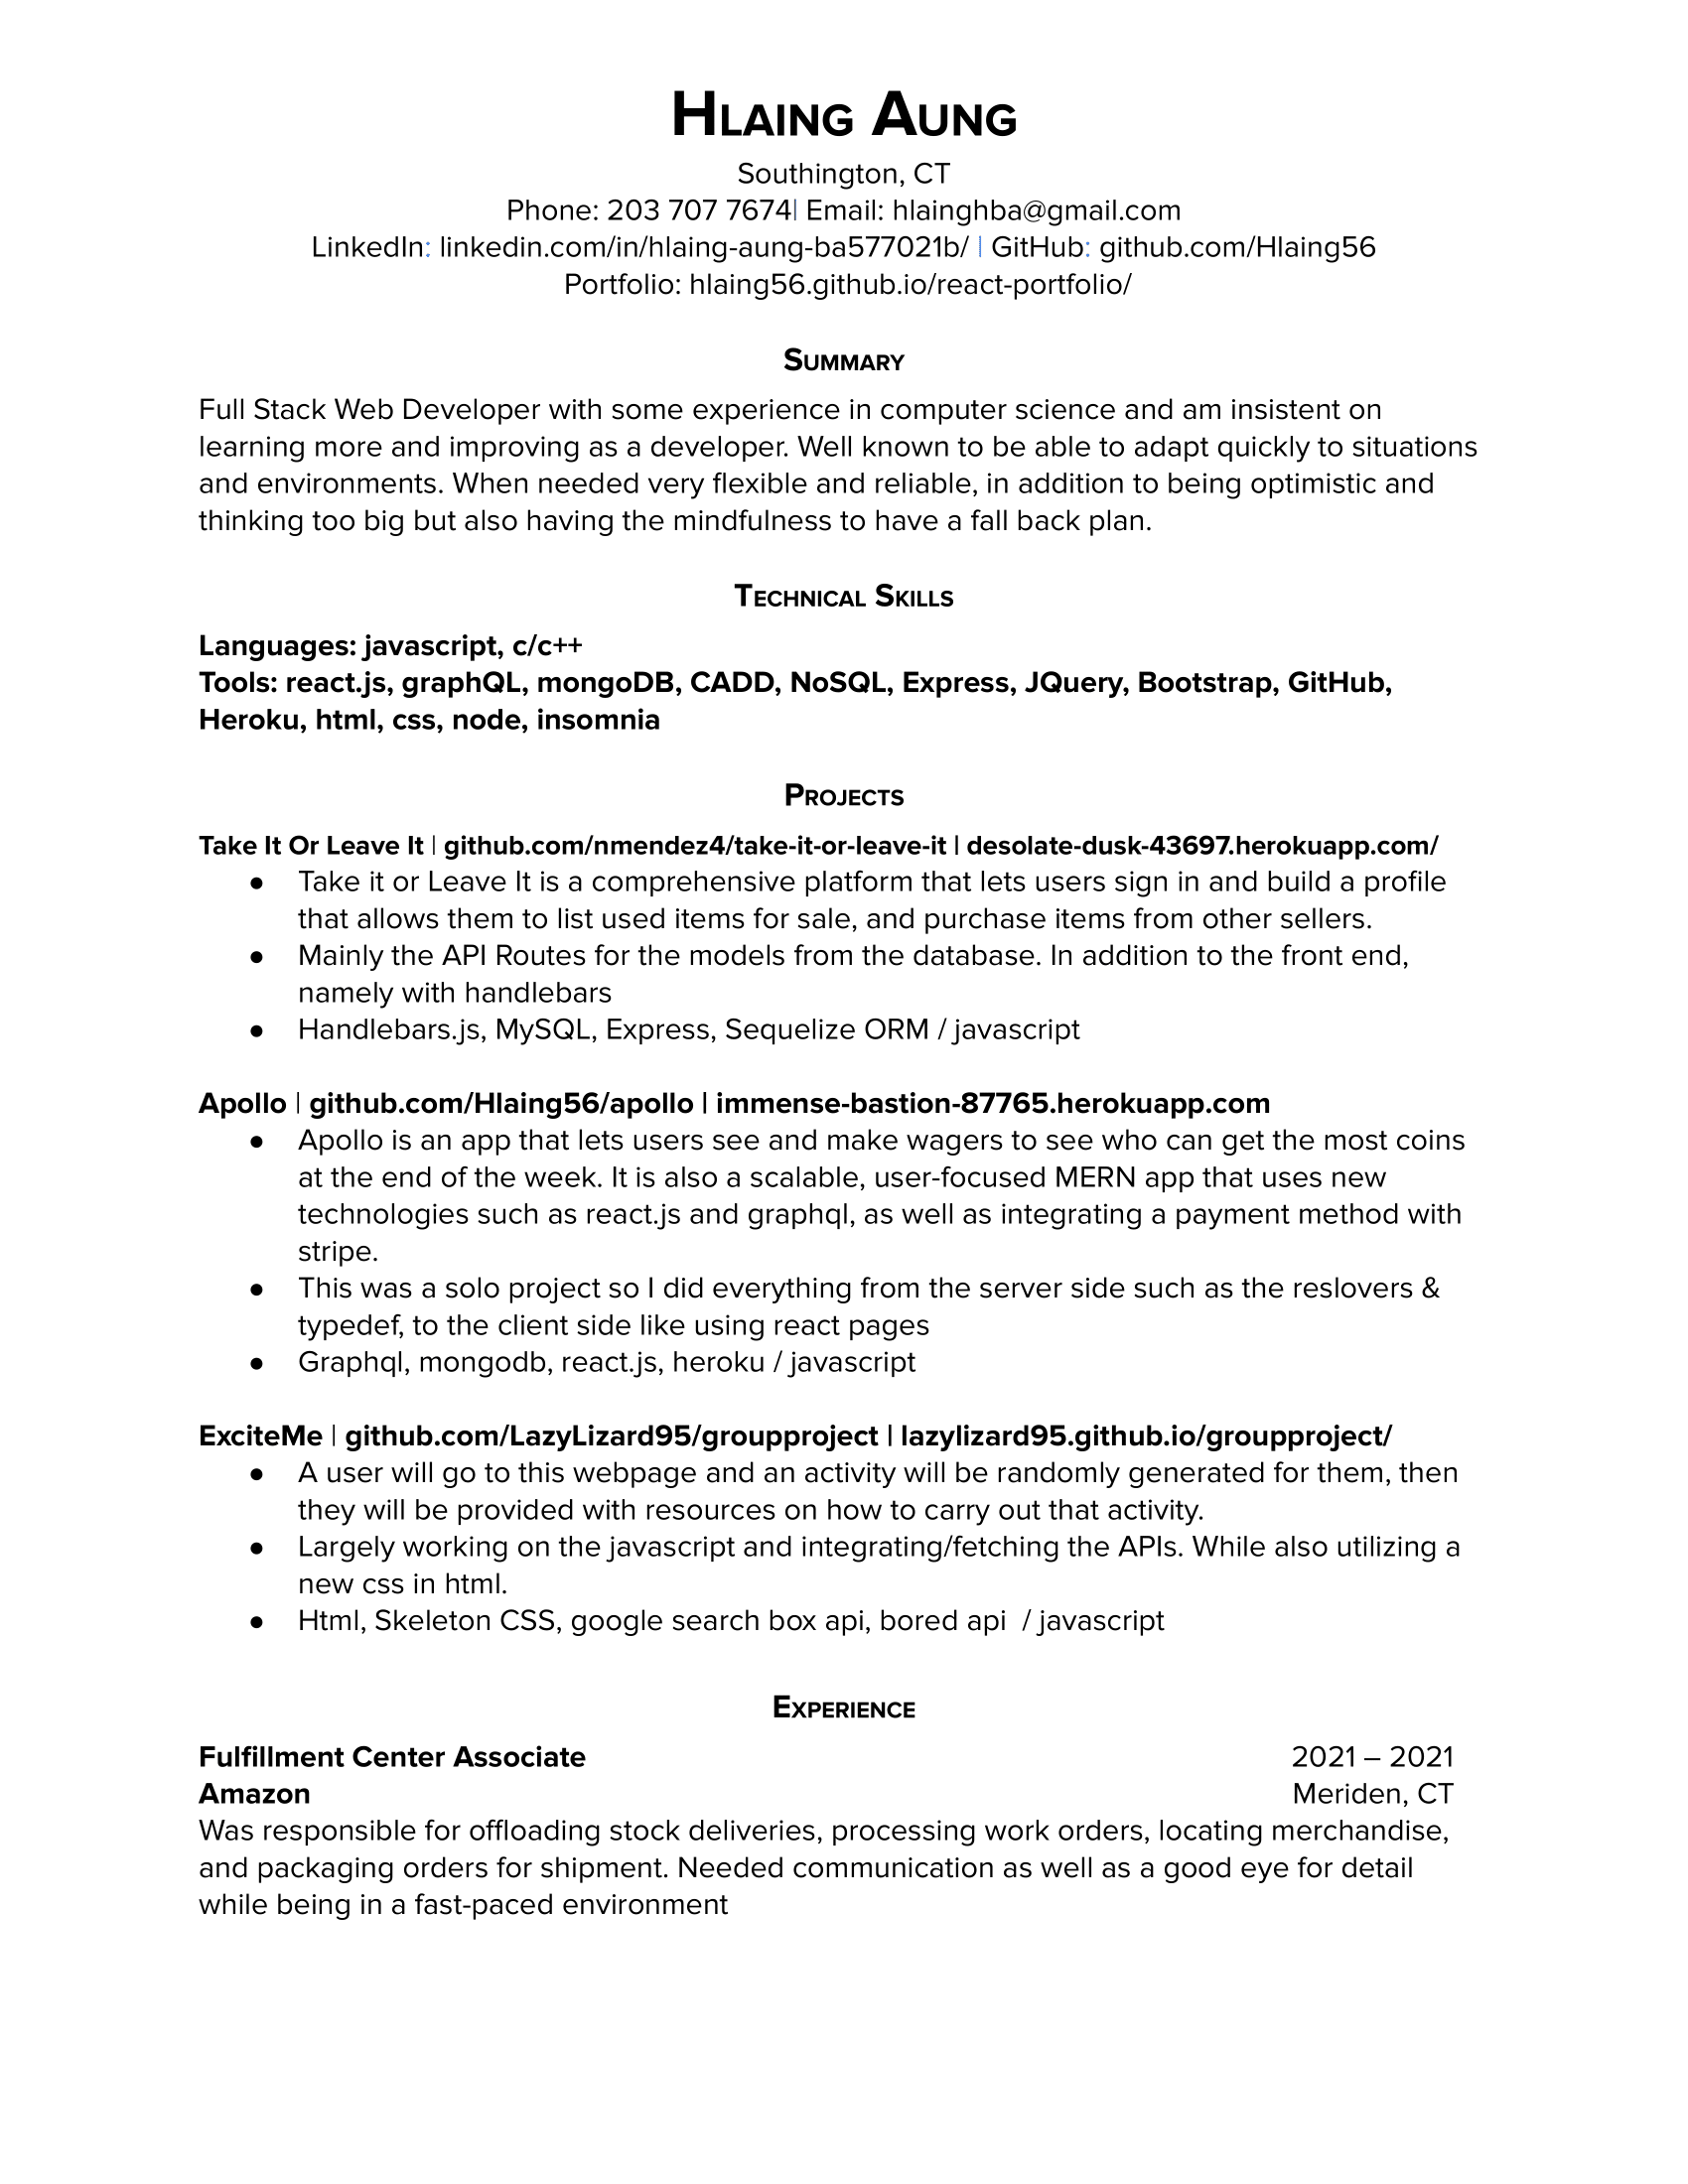 Hlaing Aung
Southington, CT
Phone: 203 707 7674| Email: hlainghba@gmail.com
LinkedIn: linkedin.com/in/hlaing-aung-ba577021b/ | GitHub: github.com/Hlaing56
Portfolio: hlaing56.github.io/react-portfolio/
Summary
Full Stack Web Developer with some experience in computer science and am insistent on
learning more and improving as a developer. Well known to be able to adapt quickly to situations
and environments. When needed very flexible and reliable, in addition to being optimistic and
thinking too big but also having the mindfulness to have a fall back plan.
Technical Skills
Languages: javascript, c/c++
Tools: react.js, graphQL, mongoDB, CADD, NoSQL, Express, JQuery, Bootstrap, GitHub,
Heroku, html, css, node, insomnia
Projects
Take It Or Leave It | github.com/nmendez4/take-it-or-leave-it | desolate-dusk-43697.herokuapp.com/
● Take it or Leave It is a comprehensive platform that lets users sign in and build a profile
that allows them to list used items for sale, and purchase items from other sellers.
● Mainly the API Routes for the models from the database. In addition to the front end,
namely with handlebars
● Handlebars.js, MySQL, Express, Sequelize ORM / javascript
Apollo | github.com/Hlaing56/apollo | immense-bastion-87765.herokuapp.com
● Apollo is an app that lets users see and make wagers to see who can get the most coins
at the end of the week. It is also a scalable, user-focused MERN app that uses new
technologies such as react.js and graphql, as well as integrating a payment method with
stripe.
● This was a solo project so I did everything from the server side such as the reslovers &
typedef, to the client side like using react pages
● Graphql, mongodb, react.js, heroku / javascript
ExciteMe | github.com/LazyLizard95/groupproject | lazylizard95.github.io/groupproject/
● A user will go to this webpage and an activity will be randomly generated for them, then
they will be provided with resources on how to carry out that activity.
● Largely working on the javascript and integrating/fetching the APIs. While also utilizing a
new css in html.
● Html, Skeleton CSS, google search box api, bored api  / javascript
Experience
Fulfillment Center Associate 2021 – 2021
Amazon Meriden, CT
Was responsible for offloading stock deliveries, processing work orders, locating merchandise,
and packaging orders for shipment. Needed communication as well as a good eye for detail
while being in a fast-paced environment